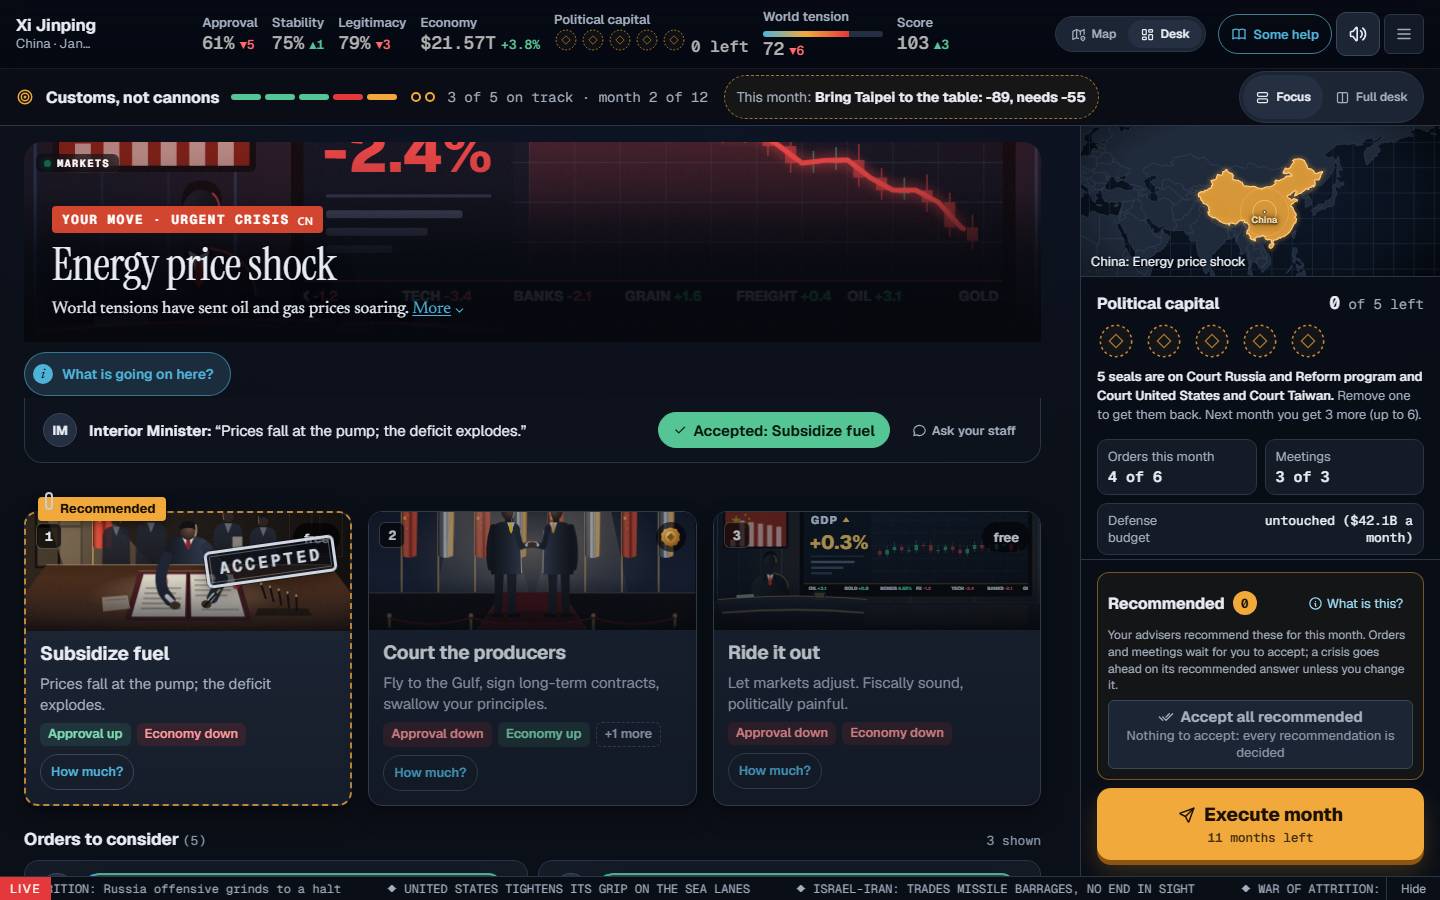 Xi Jinping
China · Jan…
Approval
61% ▾5
Stability
75% ▴1
Legitimacy
79% ▾3
Economy
$21.57T +3.8%
Political capital
0 left
World tension
72 ▾6
Score
103 ▴3
Map
Desk
Some help
Customs, not cannons
3 of 5 on track · month 2 of 12
This month: Bring Taipei to the table: -89, needs -55
Focus
Full desk
MARKETS
-2.4%
YOUR MOVE · URGENT CRISIS CN
Energy price shock
World tensions have sent oil and gas prices soaring. More
TECH -3.4
BANKS -2.1
GRAIN +1.6
FREIGHT +0.4
OIL +3.1
GOLD
What is going on here?
IM
Interior Minister: “Prices fall at the pump; the deficit explodes.”
Accepted: Subsidize fuel
Ask your staff
Recommended
1
free
ACCEPTED
Subsidize fuel
Prices fall at the pump; the deficit
explodes.
Approval up
Economy down
How much?
2
Court the producers
Fly to the Gulf, sign long-term contracts,
swallow your principles.
Approval down
Economy up
+1 more
How much?
3
GDP
+0.3%
free
Ride it out
Let markets adjust. Fiscally sound,
politically painful.
Approval down
Economy down
How much?
Orders to consider (5)
3 shown
China
China: Energy price shock
Political capital
0 of 5 left
5 seals are on Court Russia and Reform program and
Court United States and Court Taiwan. Remove one
to get them back. Next month you get 3 more (up to 6).
Orders this month
4 of 6
Meetings
3 of 3
Defense
budget
untouched ($42.1B a
month)
Recommended 0
What is this?
Your advisers recommend these for this month. Orders
and meetings wait for you to accept; a crisis goes
ahead on its recommended answer unless you change
it.
Accept all recommended
Nothing to accept: every recommendation is
decided
Execute month
11 months left
LIVE
RITION: Russia offensive grinds to a halt ◆ UNITED STATES TIGHTENS ITS GRIP ON THE SEA LANES ◆ ISRAEL-IRAN: TRADES MISSILE BARRAGES, NO END IN SIGHT ◆ WAR OF ATTRITION:
Hide